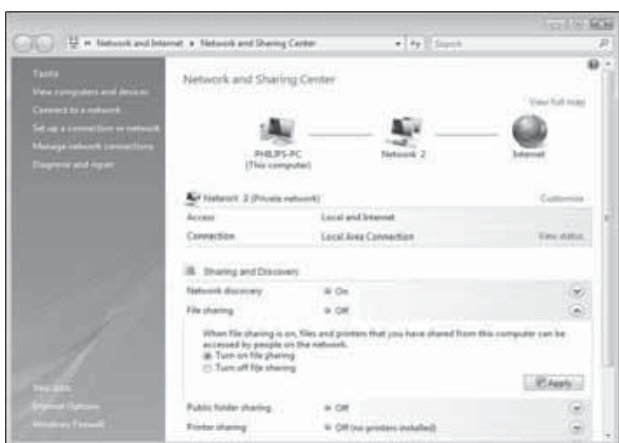 Network and Internet ▸ Network and Sharing Center
Search
Tasks
View computers and devices
Connect to a network
Set up a connection or network
Manage network connections
Diagnose and repair
See also
Internet Options
Windows Firewall
Network and Sharing Center
View full map
PHILIPS-PC
(This computer)
Network 2
Internet
Network 2 (Private network)
Customize
Access Local and Internet
Connection Local Area Connection View status
Sharing and Discovery
Network discovery On
File sharing Off
When file sharing is on, files and printers that you have shared from this computer can be
accessed by people on the network.
Turn on file sharing
Turn off file sharing
Apply
Public folder sharing Off
Printer sharing Off (no printers installed)